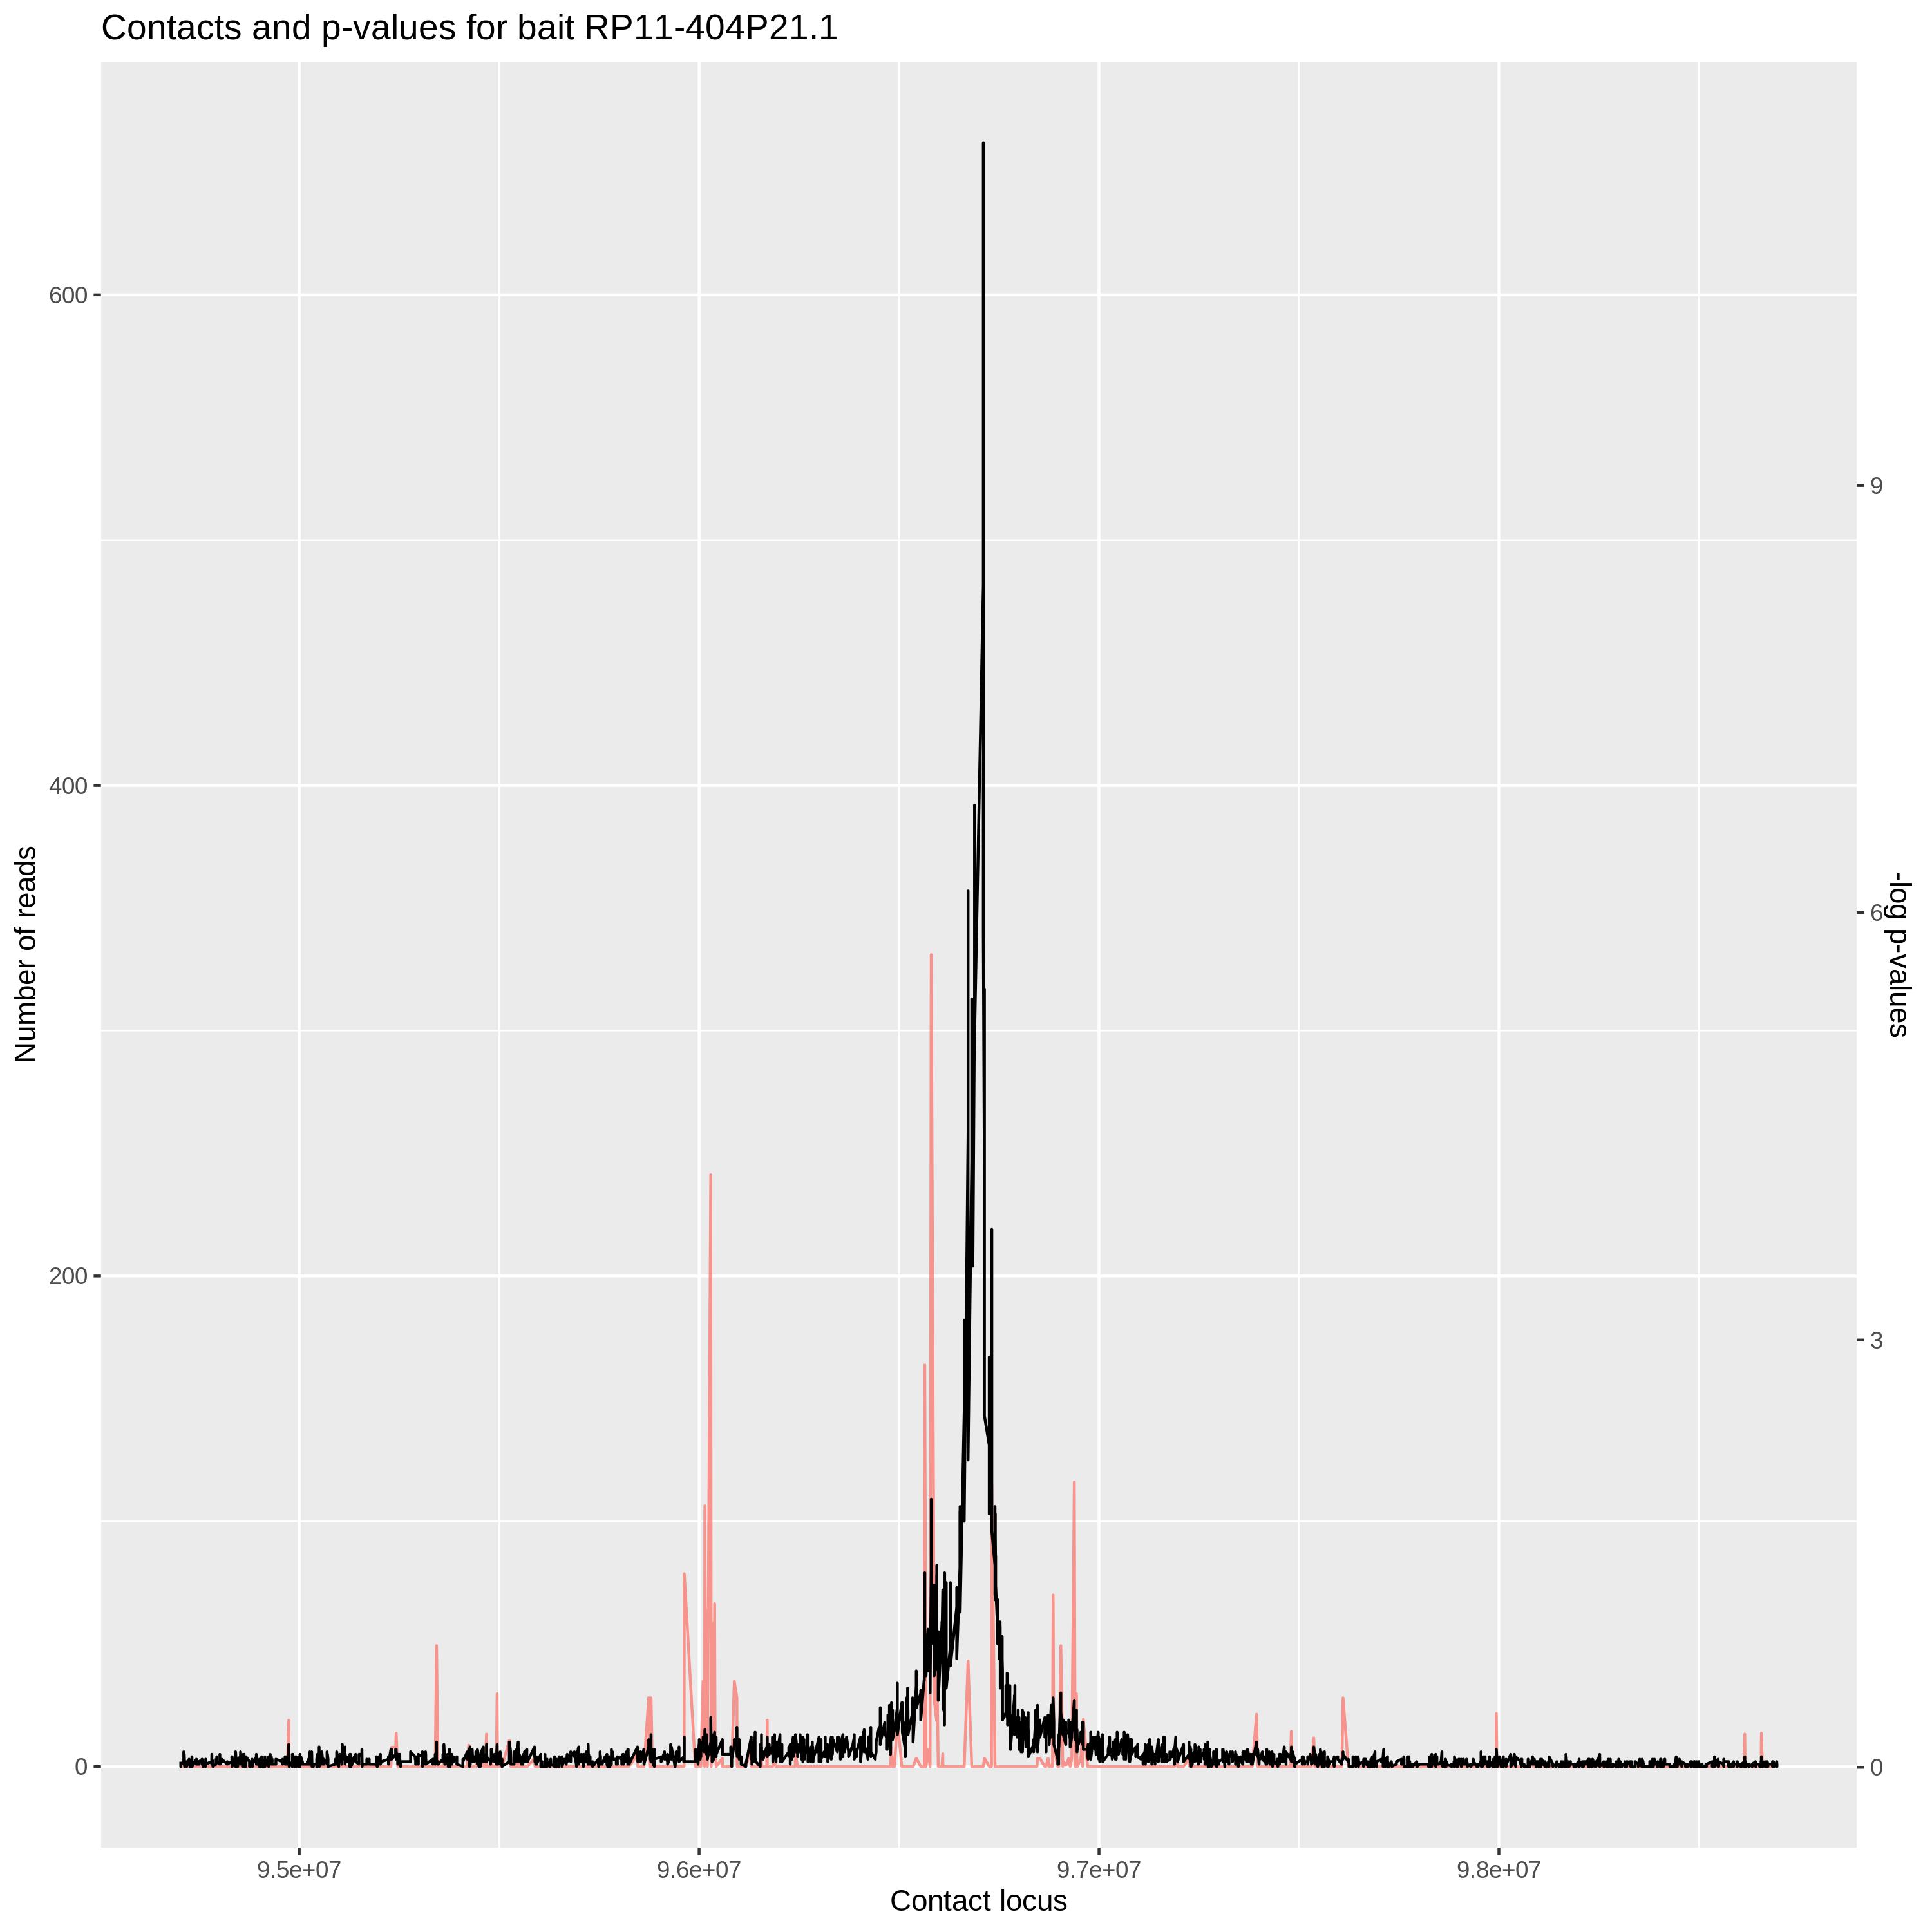 Contacts and p-values for bait RP11-404P21.1
Number of reads
600
400
200
0
9
6
3
0
-log p-values
9.5e+07
9.6e+07
9.7e+07
9.8e+07
Contact locus